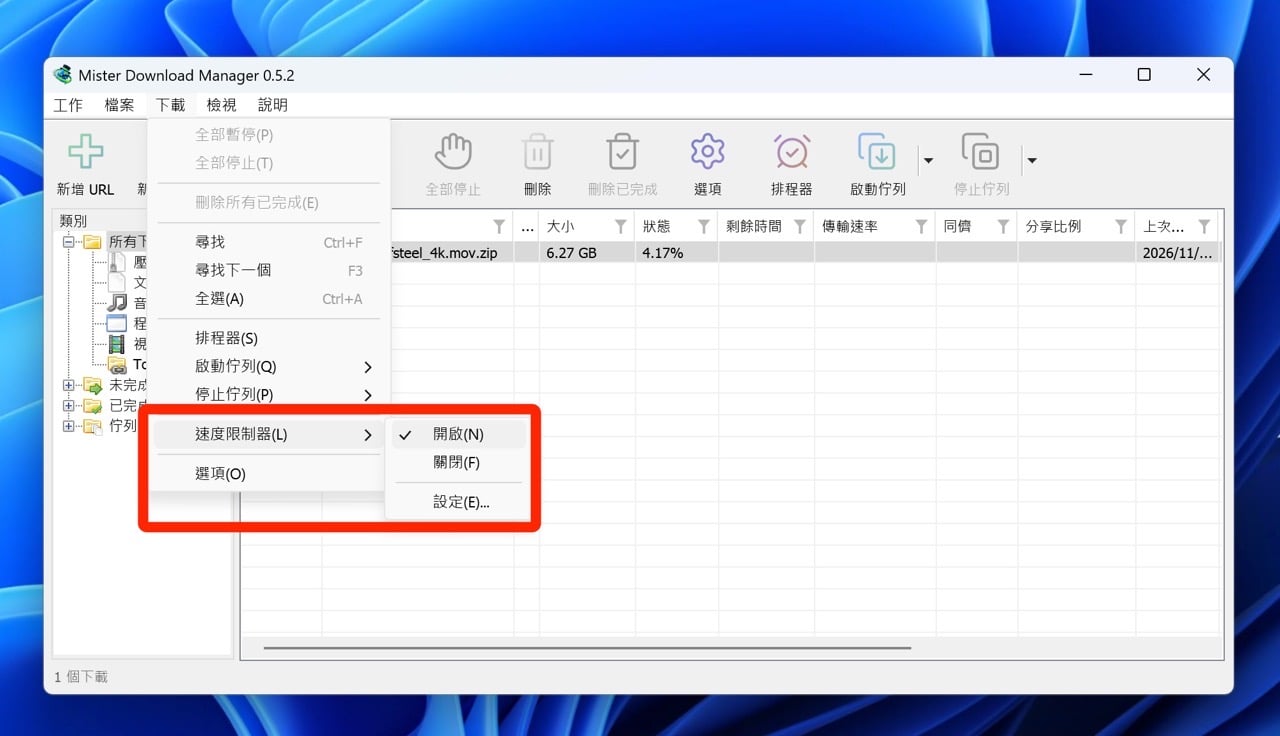 Mister Download Manager 0.5.2
工作 檔案 下載 檢視 說明
新增 URL
全部停止 刪除 刪除已完成 選項 排程器 啟動佇列 停止佇列
全部暫停(P)
全部停止(T)
刪除所有已完成(E)
尋找 Ctrl+F
尋找下一個 F3
全選(A) Ctrl+A
排程器(S)
啟動佇列(Q)
停止佇列(P)
速度限制器(L)
選項(O)
開啟(N)
關閉(F)
設定(E)...
類別
所有下
壓
文
音
程
視
To
未完成
已完成
佇列
... 大小 狀態 剩餘時間 傳輸速率 同儕 分享比例 上次...
fsteel_4k.mov.zip 6.27 GB 4.17% 2026/11/...
1 個下載